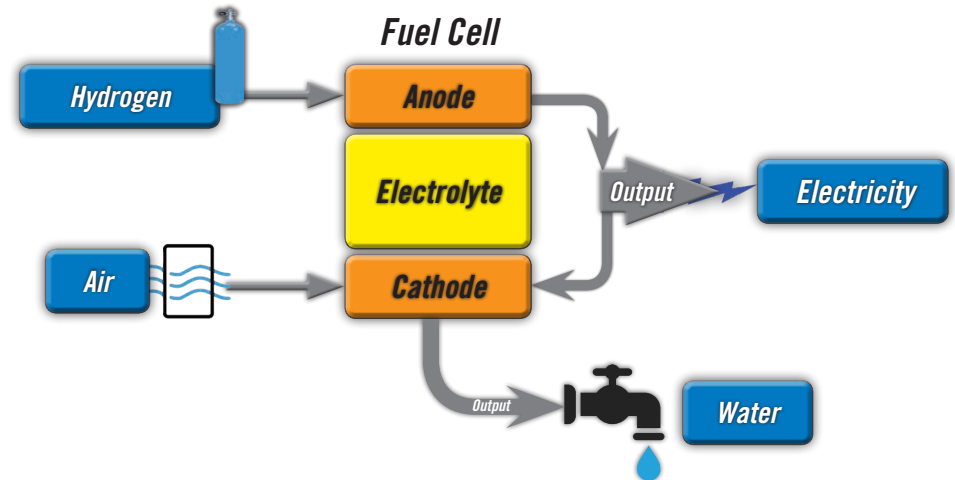 Fuel Cell
Hydrogen
Anode
Electrolyte
Output
Electricity
Air
Cathode
Output
Water